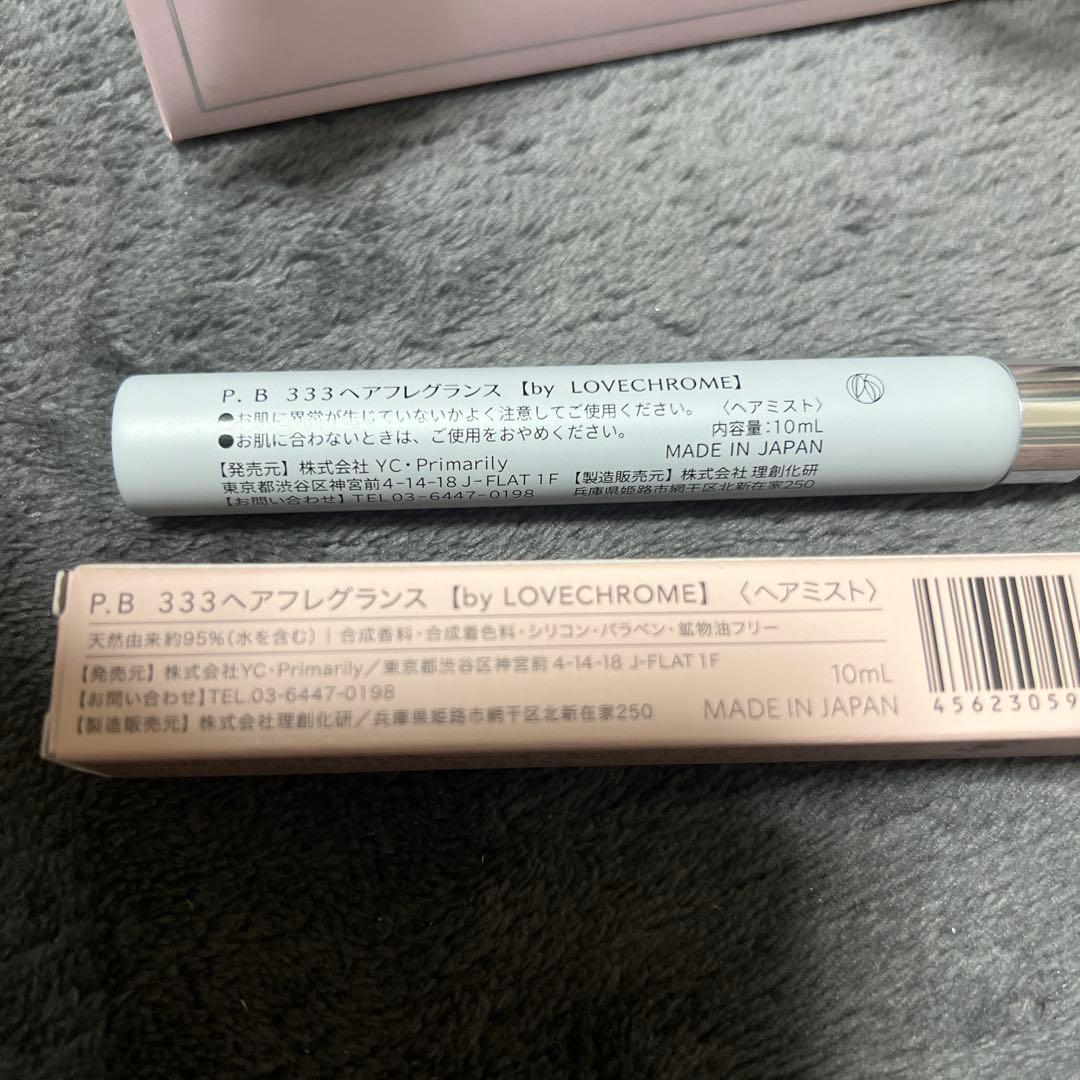 P. B 333ヘアフレグランス【by LOVECHROME】
●お肌に異常が生じていないかよく注意してご使用ください。 〈ヘアミスト〉
●お肌に合わないときは、ご使用をおやめください。 内容量:10mL
MADE IN JAPAN
【発売元】株式会社 YC・Primarily
東京都渋谷区神宮前4-14-18 J-FLAT 1F
【お問い合わせ】TEL03-6447-0198
【製造販売元】株式会社 理創化研
兵庫県姫路市網干区北新在家250
P.B 333ヘアフレグランス【by LOVECHROME】〈ヘアミスト〉
天然由来約95%(水を含む)|合成香料・合成着色料・シリコン・パラベン・鉱物油フリー
【発売元】株式会社YC・Primarily/東京都渋谷区神宮前4-14-18 J-FLAT 1F
【お問い合わせ】TEL.03-6447-0198
【製造販売元】株式会社理創化研/兵庫県姫路市網干区北新在家250
10mL
MADE IN JAPAN
45623059